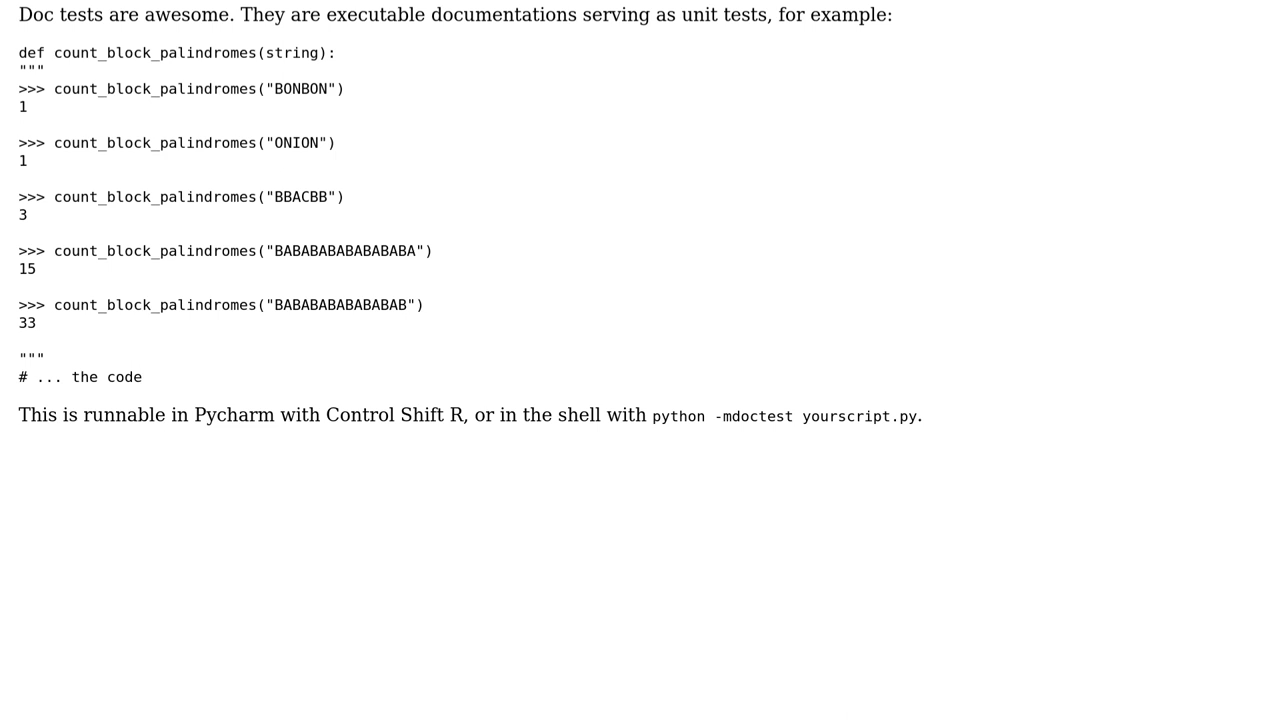 Doc tests are awesome. They are executable documentations serving as unit tests, for example:
def count_block_palindromes(string):
"""
>>> count_block_palindromes("BONBON")
1
>>> count_block_palindromes("ONION")
1
>>> count_block_palindromes("BBACBB")
3
>>> count_block_palindromes("BABABABABABABABA")
15
>>> count_block_palindromes("BABABABABABABAB")
33
"""
# ... the code
This is runnable in Pycharm with Control Shift R, or in the shell with python -mdoctest yourscript.py.